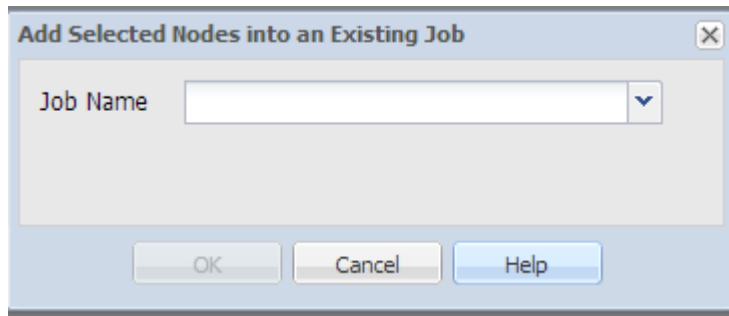 Add Selected Nodes into an Existing Job
Job Name
OK Cancel Help